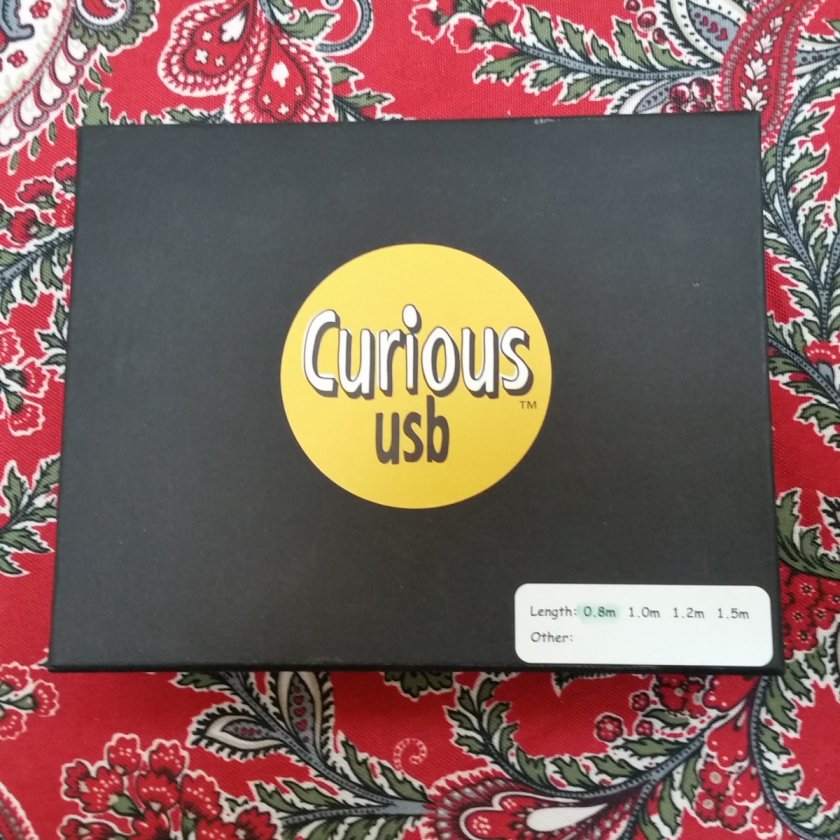 Curious
TM
usb
Length: 0.8m 1.0m 1.2m 1.5m
Other: